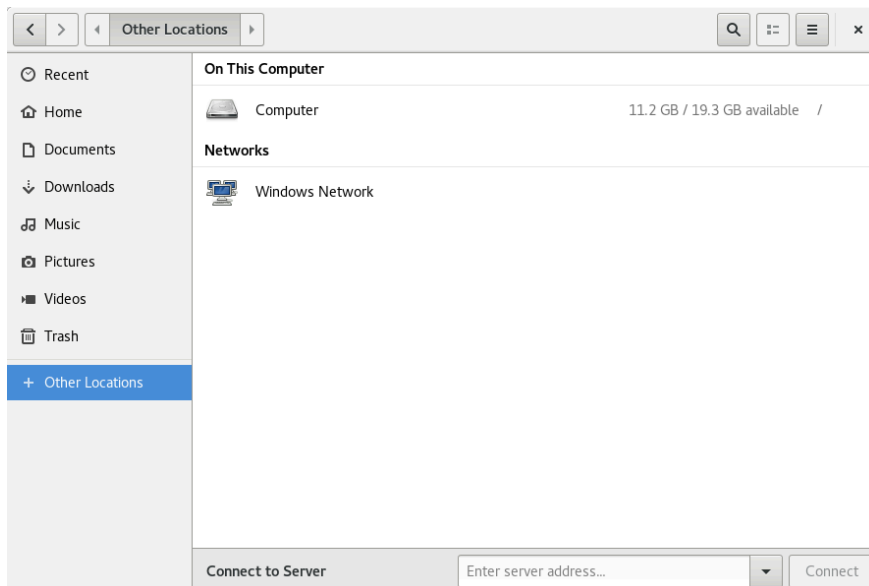 Other Locations
Recent
Home
Documents
Downloads
Music
Pictures
Videos
Trash
+ Other Locations
On This Computer
Computer 11.2 GB / 19.3 GB available /
Networks
Windows Network
Connect to Server Enter server address... Connect